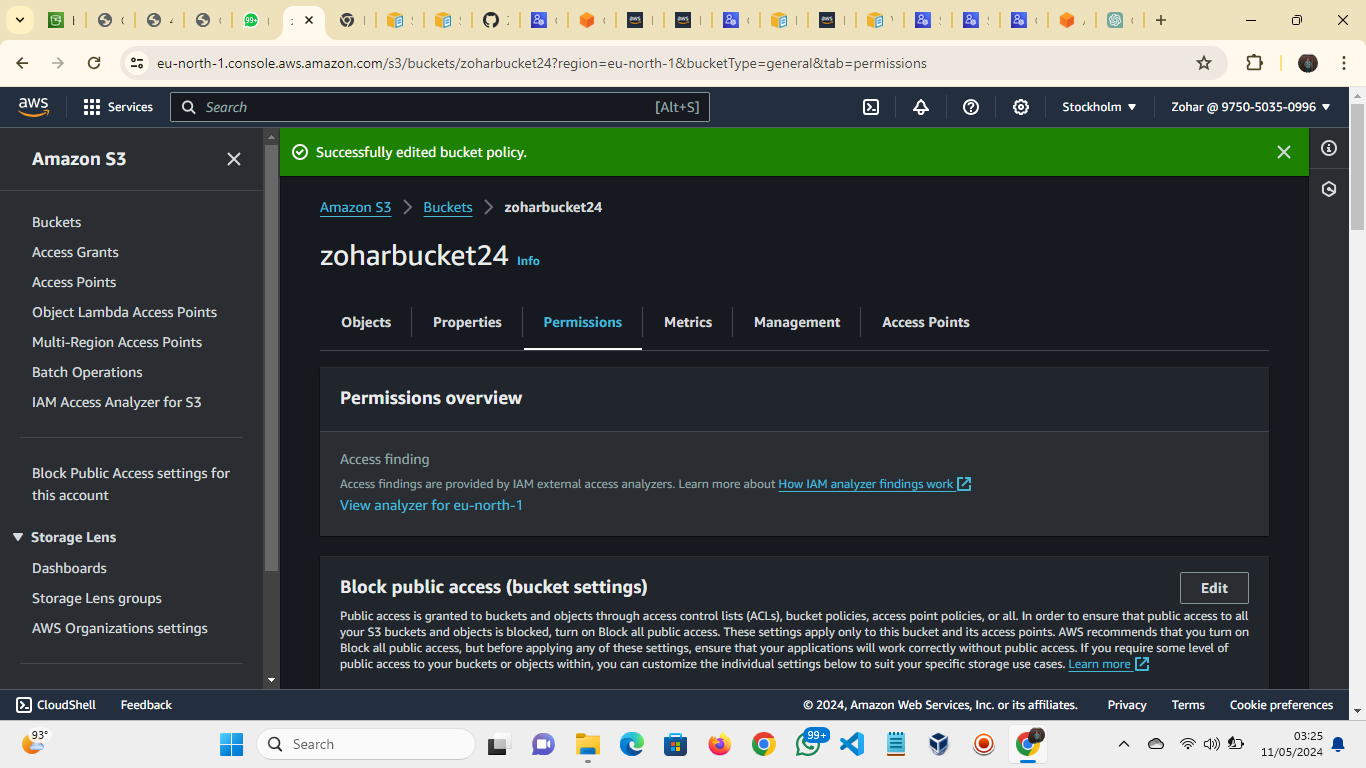 99+
eu-north-1.console.aws.amazon.com/s3/buckets/zoharbucket24?region=eu-north-1&bucketType=general&tab=permissions
aws
Services
Search
[Alt+S]
Stockholm
Zohar @ 9750-5035-0996
Amazon S3
Buckets
Access Grants
Access Points
Object Lambda Access Points
Multi-Region Access Points
Batch Operations
IAM Access Analyzer for S3
Block Public Access settings for
this account
Storage Lens
Dashboards
Storage Lens groups
AWS Organizations settings
Successfully edited bucket policy.
Amazon S3 Buckets zoharbucket24
zoharbucket24 Info
Objects Properties Permissions Metrics Management Access Points
Permissions overview
Access finding
Access findings are provided by IAM external access analyzers. Learn more about How IAM analyzer findings work
View analyzer for eu-north-1
Block public access (bucket settings)
Edit
Public access is granted to buckets and objects through access control lists (ACLs), bucket policies, access point policies, or all. In order to ensure that public access to all
your S3 buckets and objects is blocked, turn on Block all public access. These settings apply only to this bucket and its access points. AWS recommends that you turn on
Block all public access, but before applying any of these settings, ensure that your applications will work correctly without public access. If you require some level of
public access to your buckets or objects within, you can customize the individual settings below to suit your specific storage use cases. Learn more
CloudShell Feedback
© 2024, Amazon Web Services, Inc. or its affiliates. Privacy Terms Cookie preferences
93°
Search
99+
03:25
11/05/2024